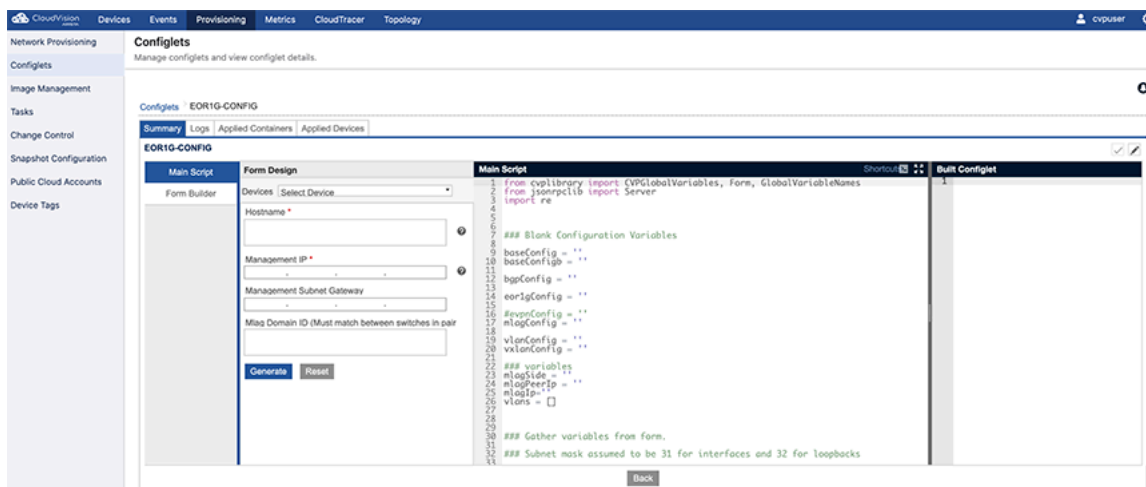 CloudVision Devices Events Provisioning Metrics CloudTracer Topology cvpuser
Network Provisioning
Configlets
Image Management
Tasks
Change Control
Snapshot Configuration
Public Cloud Accounts
Device Tags
Configlets
Manage configlets and view configlet details.
Configlets EOR1G-CONFIG
Summary Logs Applied Containers Applied Devices
EOR1G-CONFIG
Main Script
Form Builder
Form Design
Devices Select Device
Hostname *
Management IP *
Management Subnet Gateway
Mlag Domain ID (Must match between switches in pair
Generate Reset
Main Script Shortcut
1 from cvplibrary import CVPGlobalVariables, Form, GlobalVariableNames
2 from jsonrpclib import Server
3 import re
4
5
6
7 ### Blank Configuration Variables
8
9 baseConfig = ''
10 baseConfigb = ''
11
12 bgpConfig = ''
13
14 eor1gConfig = ''
15
16 #evpnConfig = ''
17 mlagConfig = ''
18
19 vlanConfig = ''
20 vxlanConfig = ''
21
22 ### variables
23 mlagSide = ''
24 mlagPeerIp = ''
25 mlagIp=''
26 vlans = []
27
28
29
30 ### Gather variables from form.
31
32 ### Subnet mask assumed to be 31 for interfaces and 32 for loopbacks
33
Built Configlet
1
Back